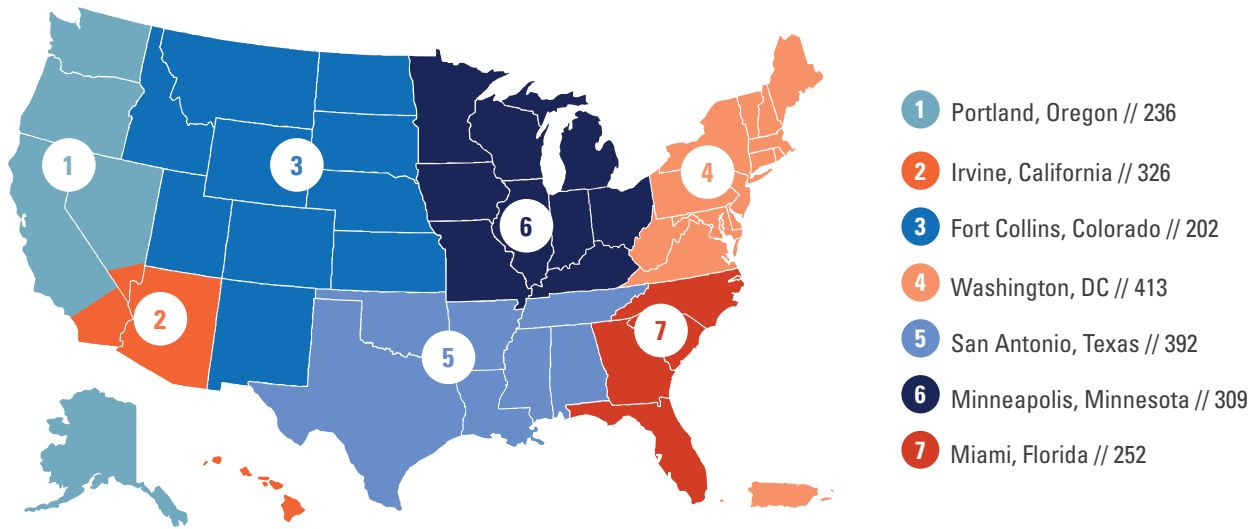 1
2
3
4
5
6
7
1 Portland, Oregon // 236
2 Irvine, California // 326
3 Fort Collins, Colorado // 202
4 Washington, DC // 413
5 San Antonio, Texas // 392
6 Minneapolis, Minnesota // 309
7 Miami, Florida // 252